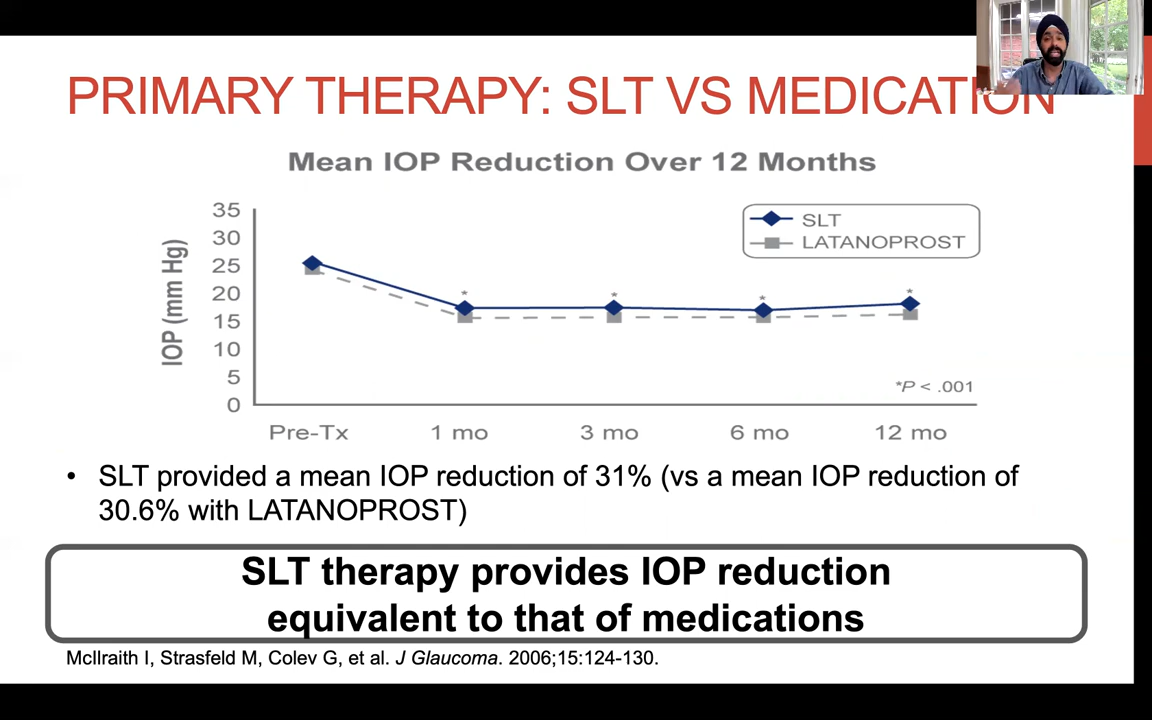 PRIMARY THERAPY: SLT VS MEDICATION
Mean IOP Reduction Over 12 Months
35
30
25
20
15
10
5
0
IOP (mm Hg)
SLT
LATANOPROST
*
*
*
*
*P < .001
Pre-Tx 1 mo 3 mo 6 mo 12 mo
• SLT provided a mean IOP reduction of 31% (vs a mean IOP reduction of
30.6% with LATANOPROST)
SLT therapy provides IOP reduction
equivalent to that of medications
McIlraith I, Strasfeld M, Colev G, et al. J Glaucoma. 2006;15:124-130.